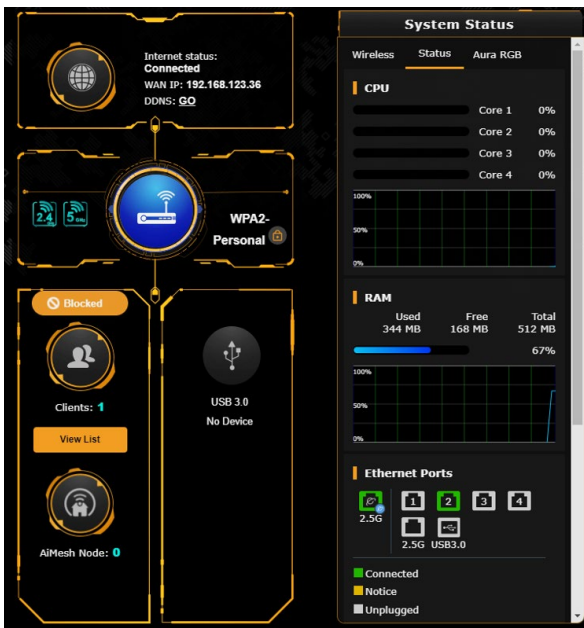 Internet status:
Connected
WAN IP: 192.168.123.36
DDNS: GO
2.4 GHz
5 GHz
WPA2-
Personal
Blocked
Clients: 1
View List
AiMesh Node: 0
USB 3.0
No Device
System Status
Wireless Status Aura RGB
CPU
Core 1 0%
Core 2 0%
Core 3 0%
Core 4 0%
100%
50%
0%
RAM
Used Free Total
344 MB 168 MB 512 MB
67%
100%
50%
0%
Ethernet Ports
1 2 3 4
2.5G
2.5G USB3.0
Connected
Notice
Unplugged